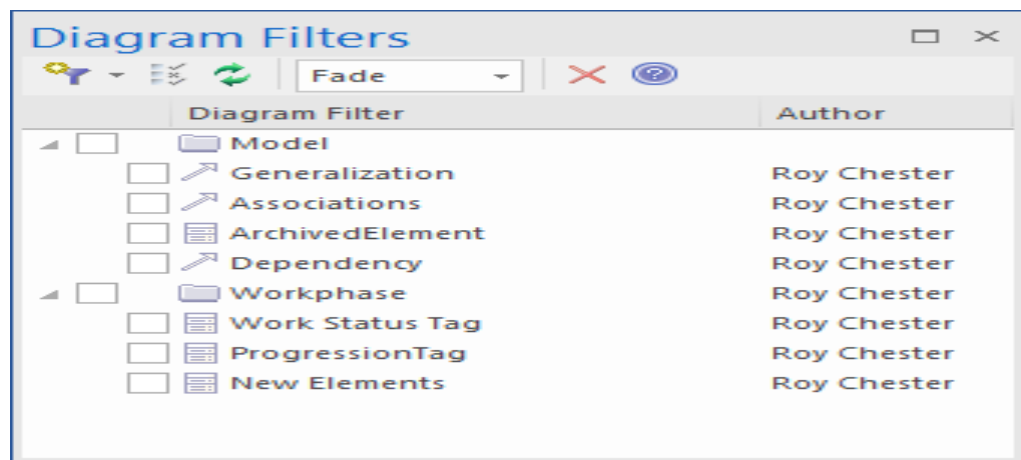 Diagram Filters
Fade
Diagram Filter Author
Model
Generalization Roy Chester
Associations Roy Chester
ArchivedElement Roy Chester
Dependency Roy Chester
Workphase Roy Chester
Work Status Tag Roy Chester
ProgressionTag Roy Chester
New Elements Roy Chester